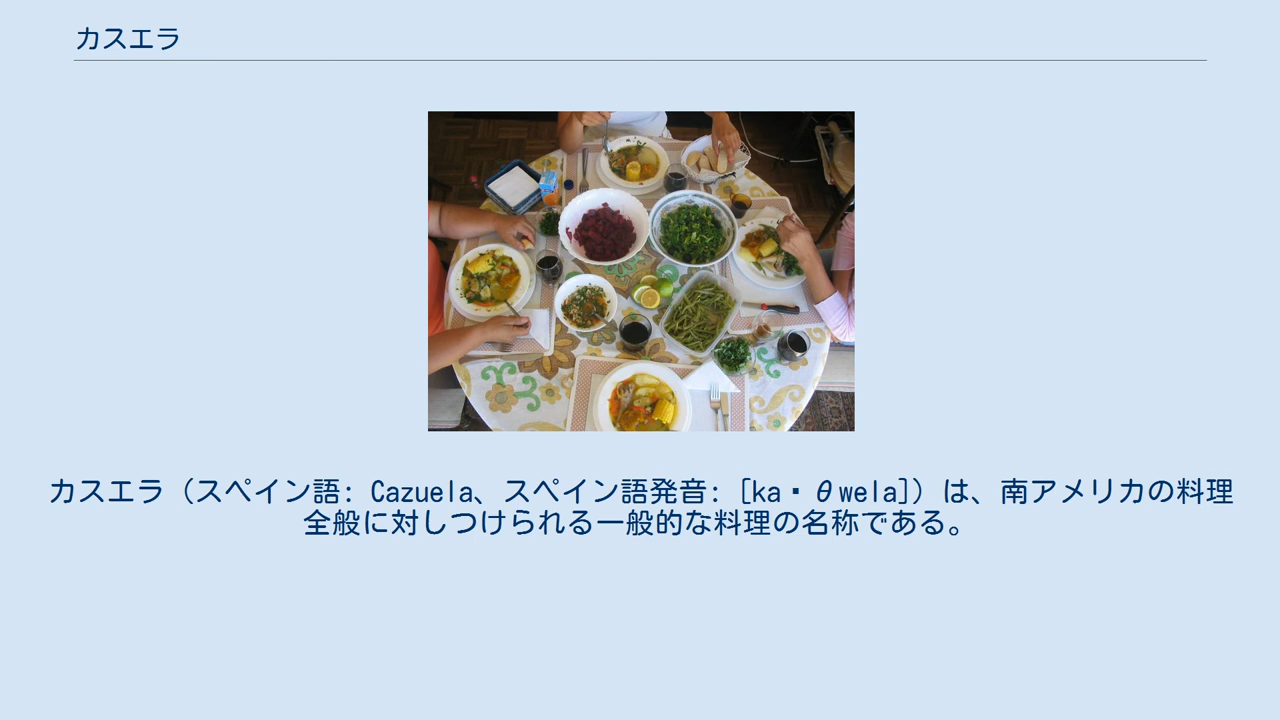 カスエラ
カスエラ（スペイン語: Cazuela、スペイン語発音: [ka▪θwela]）は、南アメリカの料理
全般に対しつけられる一般的な料理の名称である。